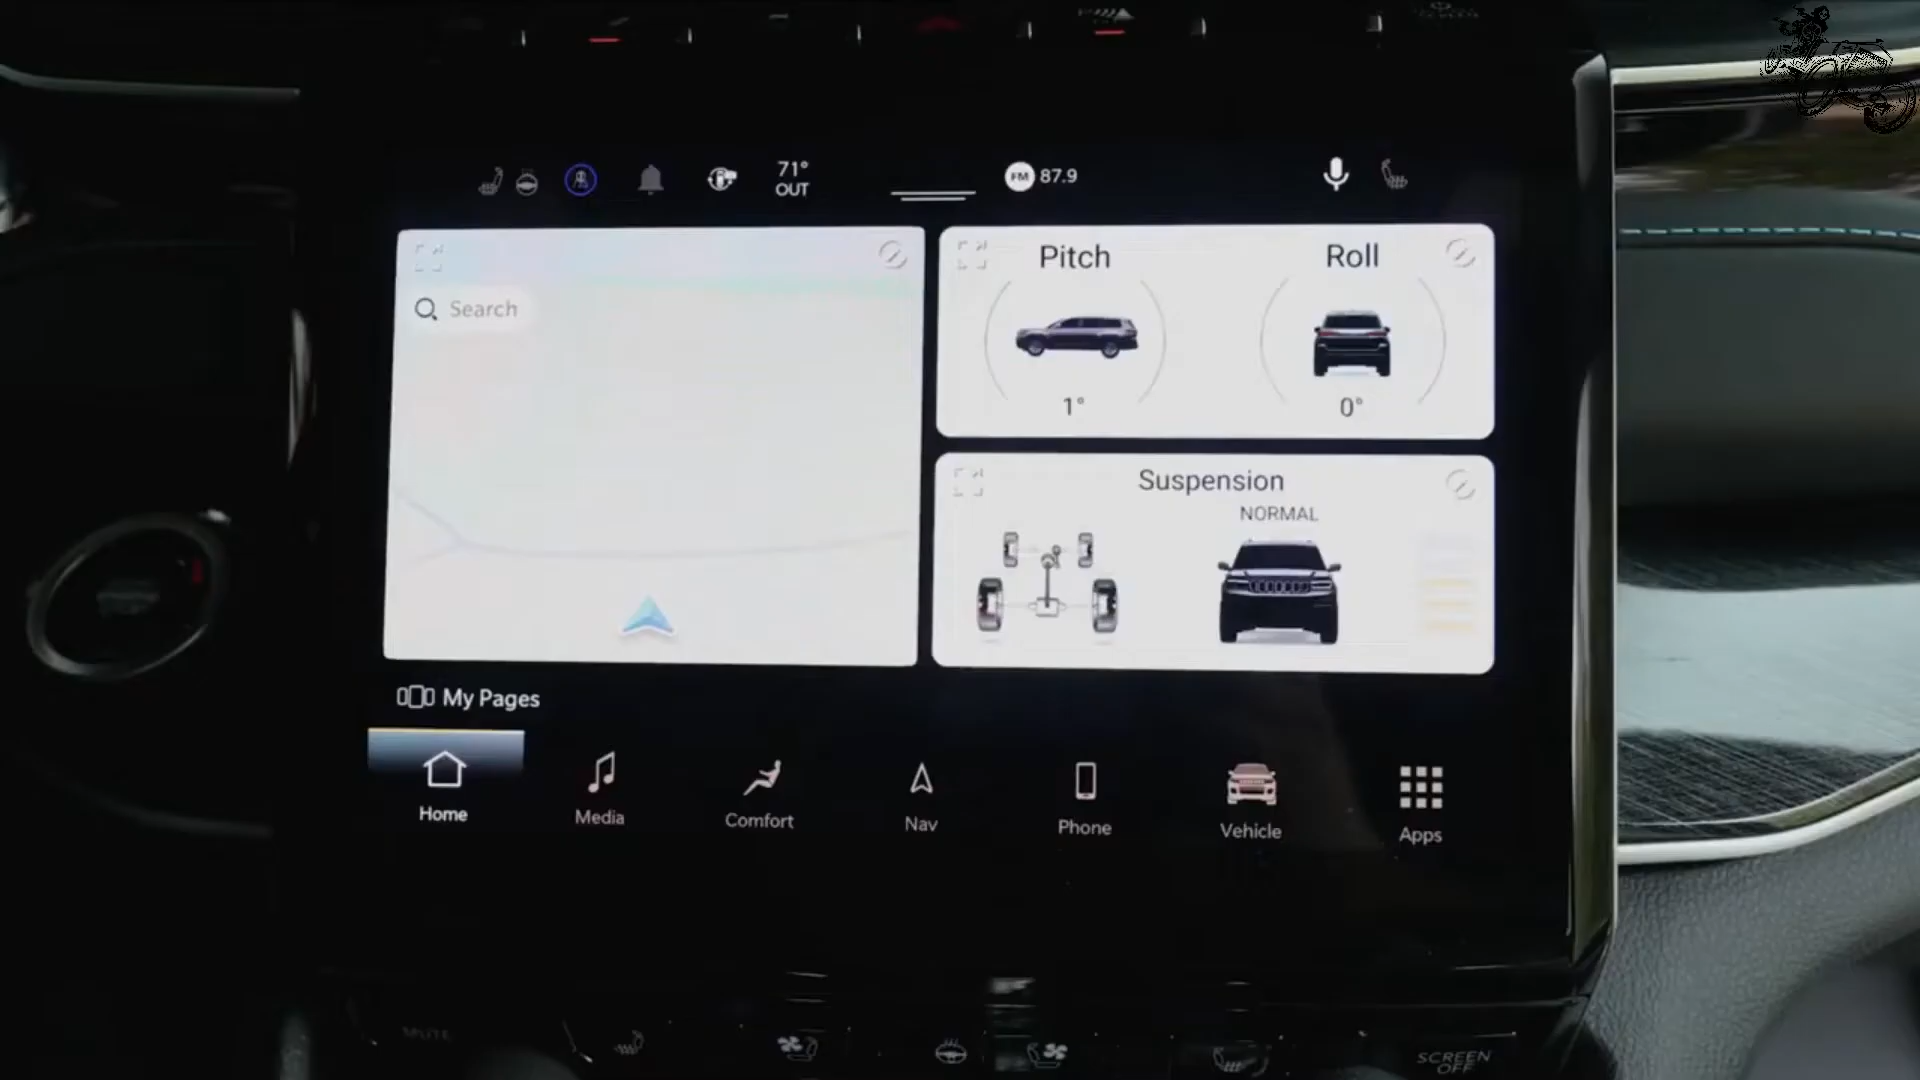 71°
OUT
FM 87.9
Search
Pitch
Roll
1°
0°
Suspension
NORMAL
My Pages
Home
Media
Comfort
Nav
Phone
Vehicle
Apps
MUTE
SCREEN
OFF